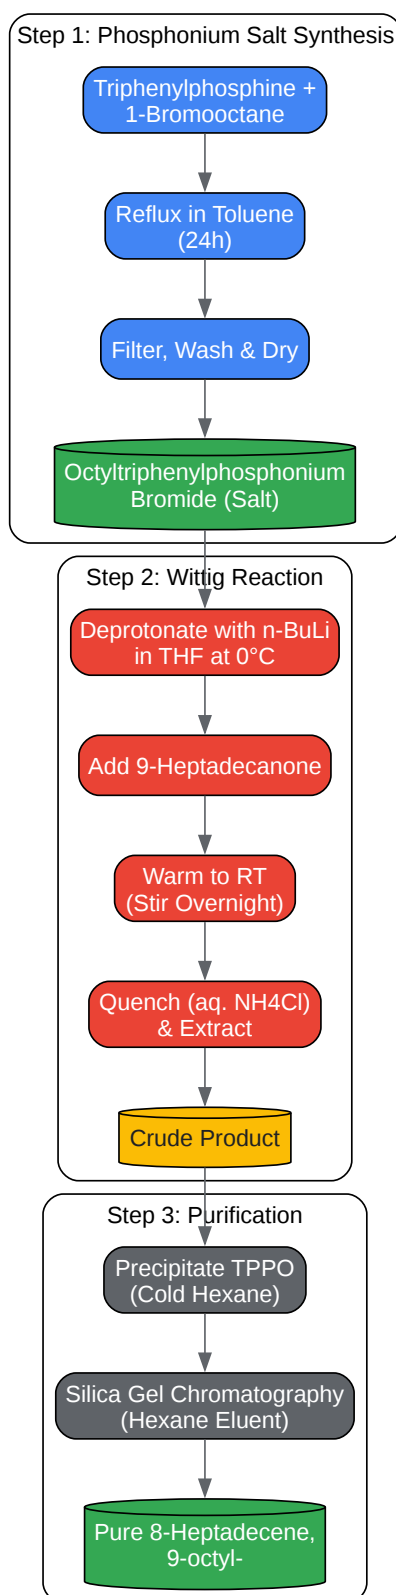 Step 1: Phosphonium Salt Synthesis
Triphenylphosphine +
1-Bromooctane
Reflux in Toluene
(24h)
Filter, Wash & Dry
Octyltriphenylphosphonium
Bromide (Salt)
Step 2: Wittig Reaction
Deprotonate with n-BuLi
in THF at 0°C
Add 9-Heptadecanone
Warm to RT
(Stir Overnight)
Quench (aq. NH4Cl)
& Extract
Crude Product
Step 3: Purification
Precipitate TPPO
(Cold Hexane)
Silica Gel Chromatography
(Hexane Eluent)
Pure 8-Heptadecene,
9-octyl-